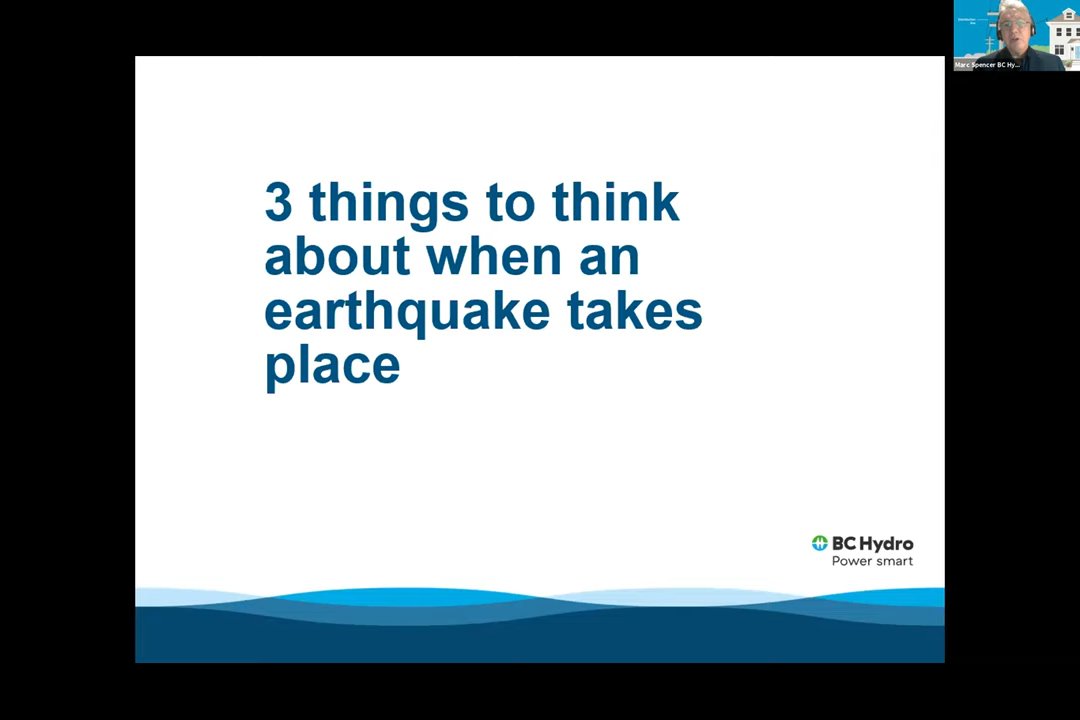 Marc Spencer BC Hy...
3 things to think
about when an
earthquake takes
place
BC Hydro
Power smart